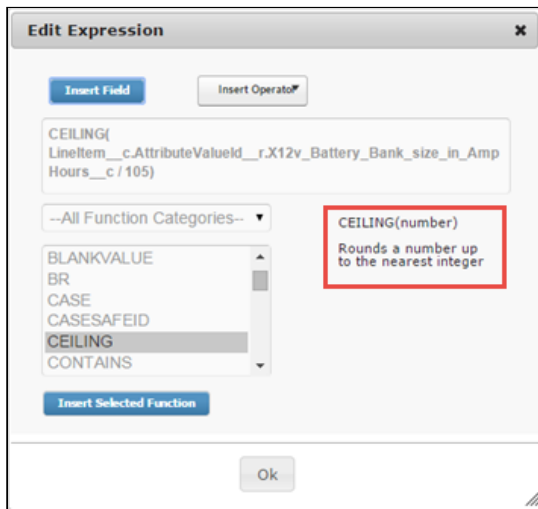 Edit Expression
Insert Field
Insert Operator
CEILING(
LineItem__c.AttributeValueId__r.X12v_Battery_Bank_size_in_Amp
Hours__c / 105)
--All Function Categories--
CEILING(number)
Rounds a number up
to the nearest integer
BLANKVALUE
BR
CASE
CASESAFEID
CEILING
CONTAINS
Insert Selected Function
Ok